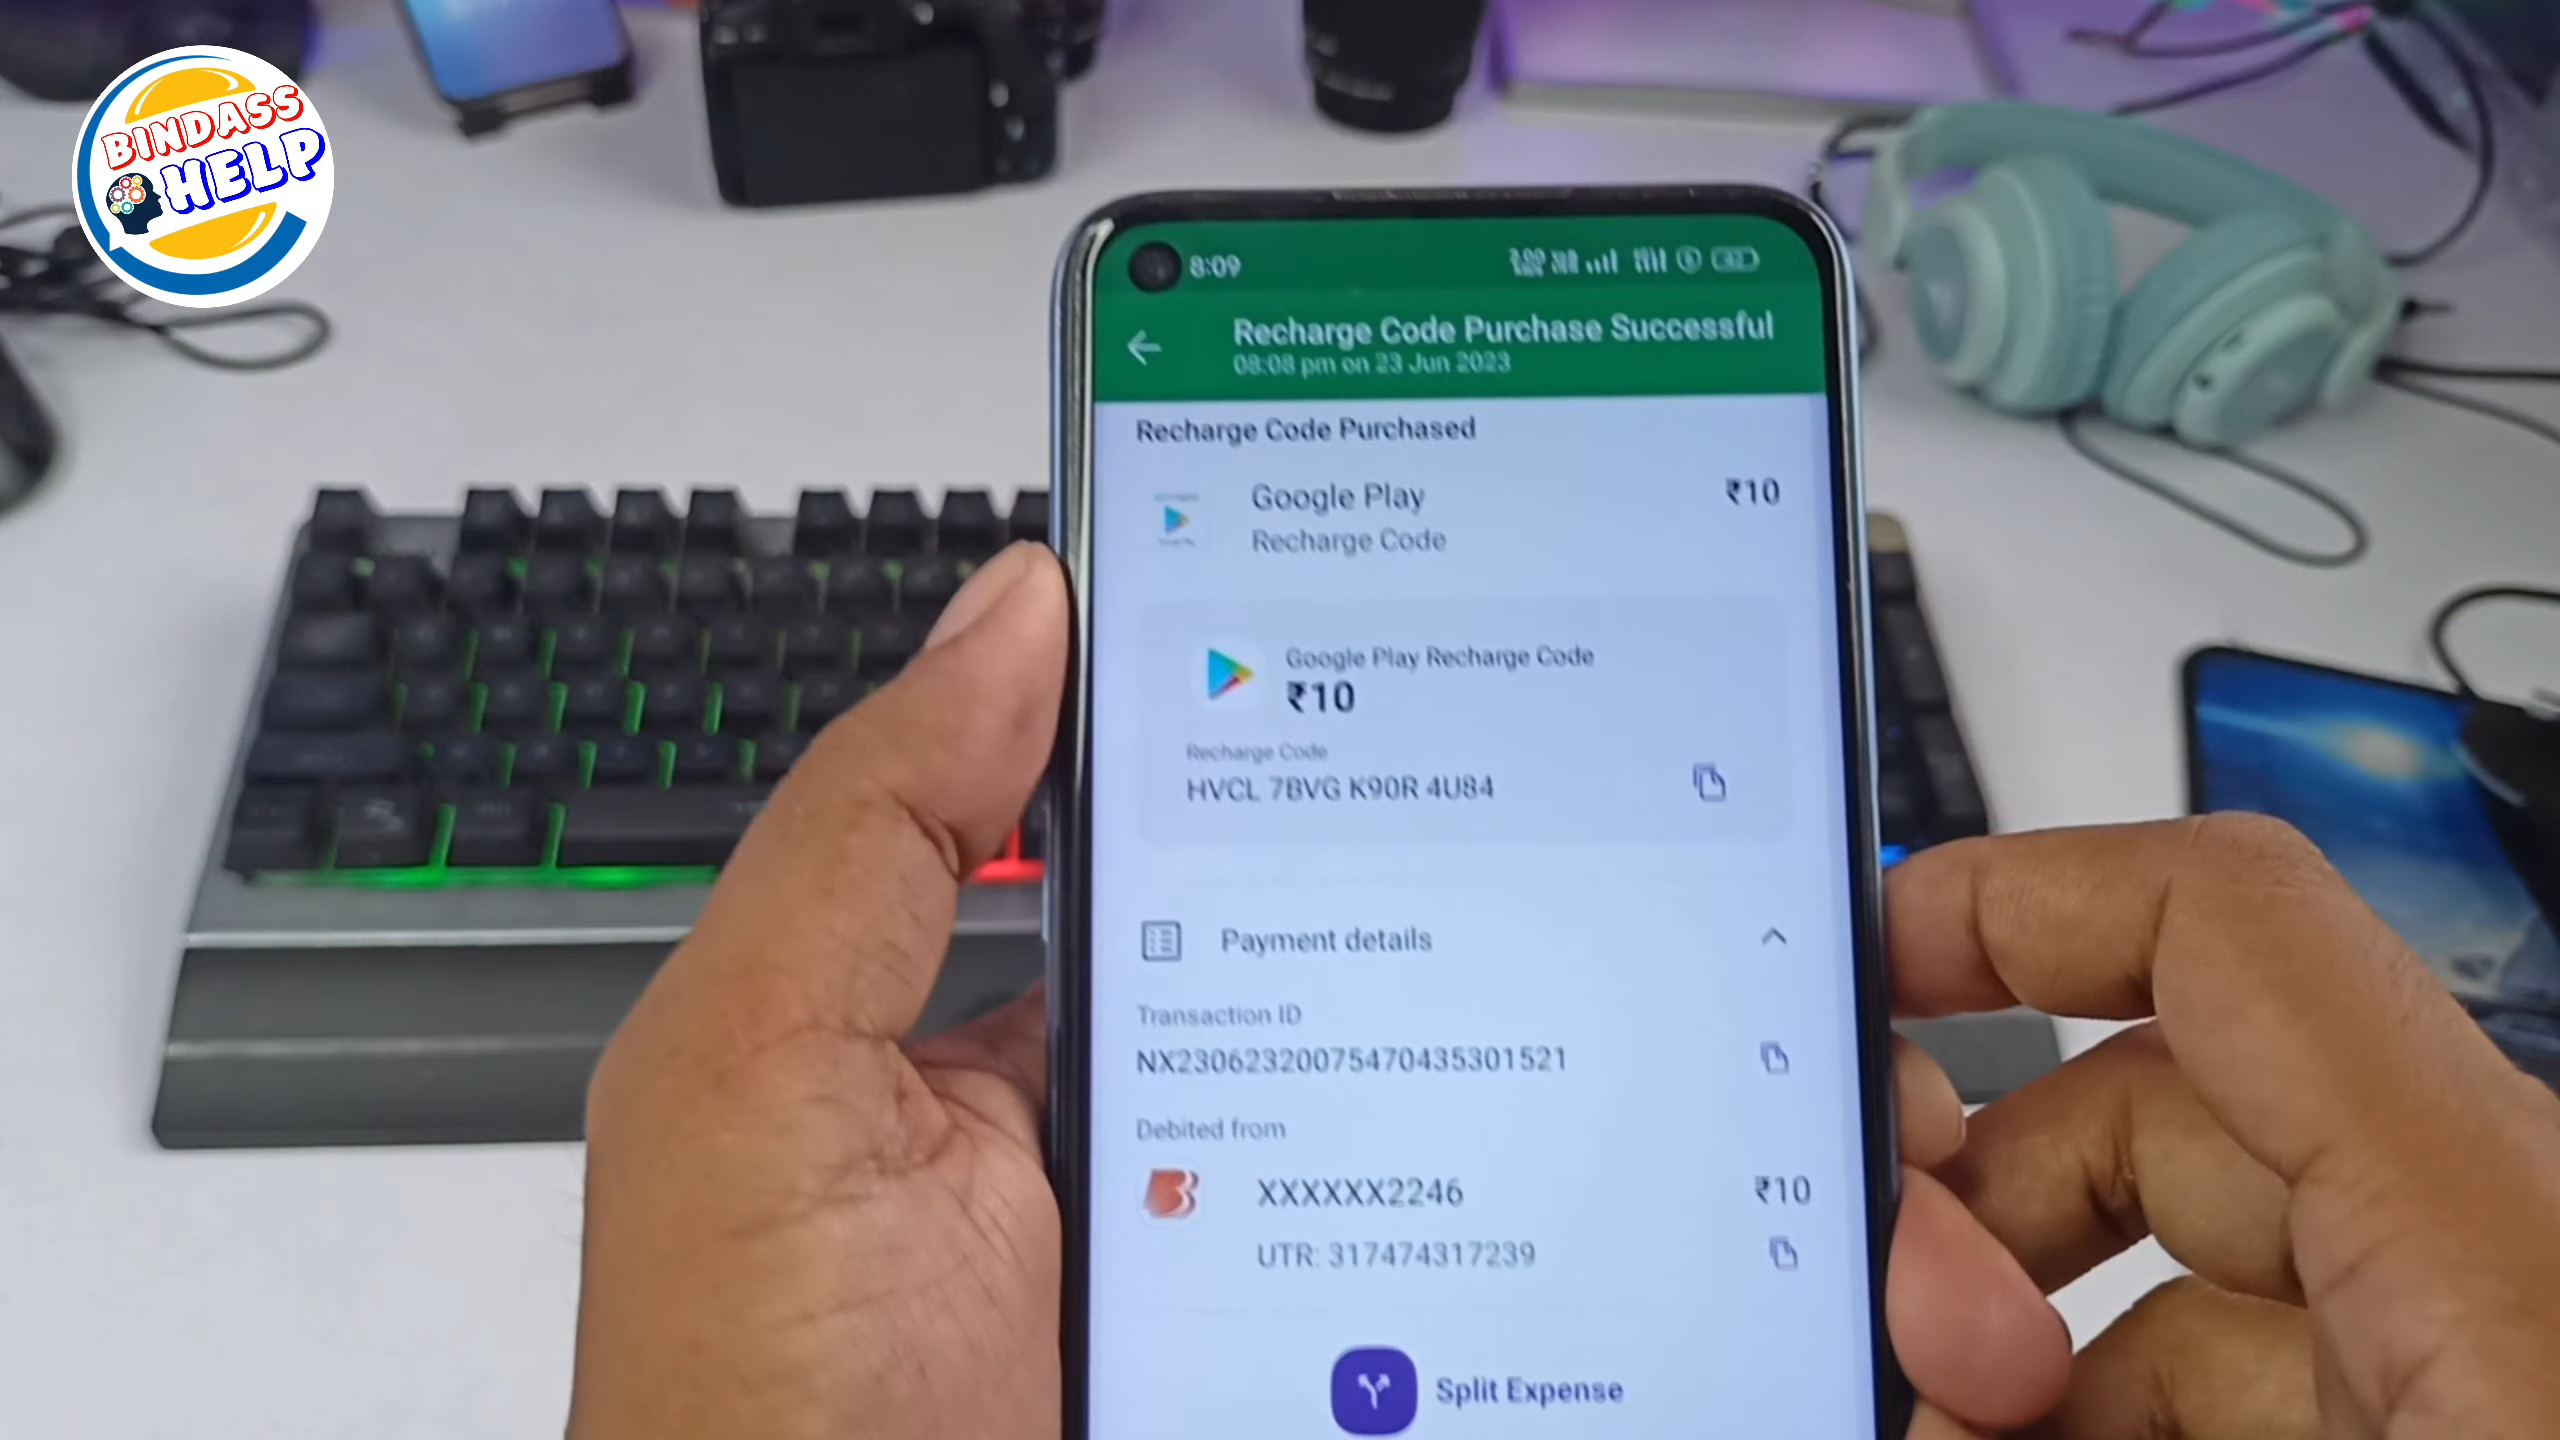 BINDASS
HELP
8:09
Recharge Code Purchase Successful
08:08 pm on 23 Jun 2023
Recharge Code Purchased
Google Play
₹10
Recharge Code
Google Play Recharge Code
₹10
Recharge Code
HVCL 7BVG K90R 4U84
Payment details
Transaction ID
NX23062320075470435301521
Debited from
XXXXXX2246
₹10
UTR: 317474317239
Split Expense